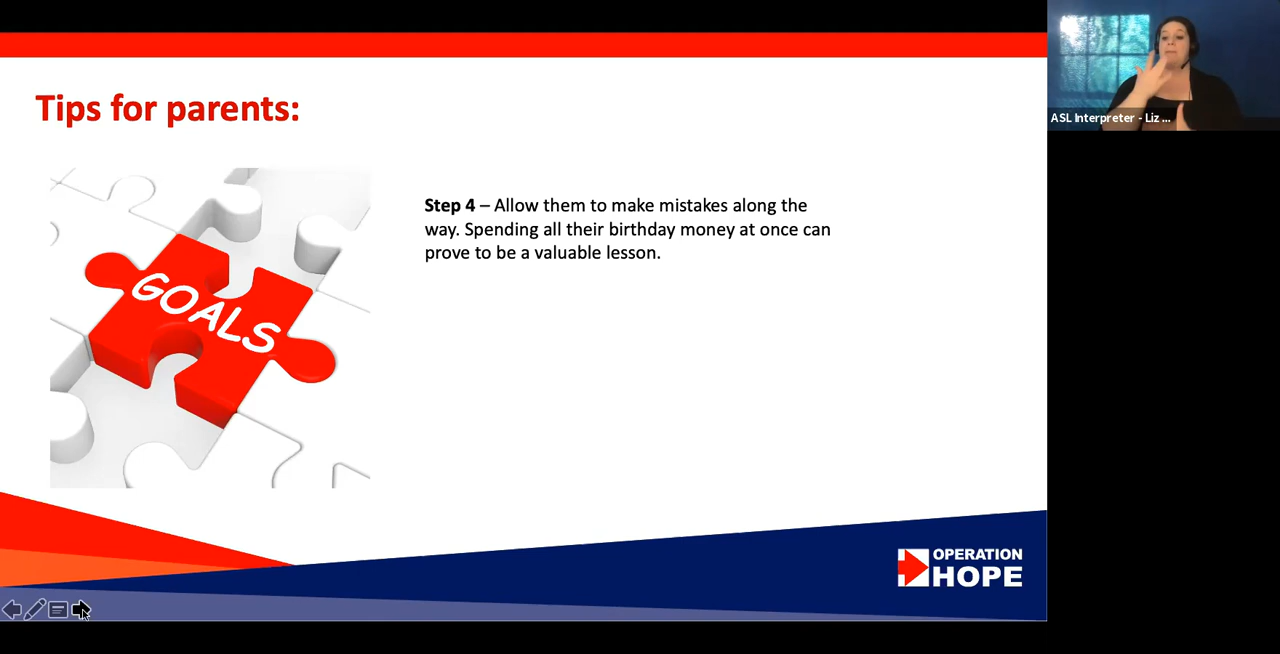 Tips for parents:
GOALS
Step 4 – Allow them to make mistakes along the
way. Spending all their birthday money at once can
prove to be a valuable lesson.
ASL Interpreter - Liz ...
OPERATION
HOPE